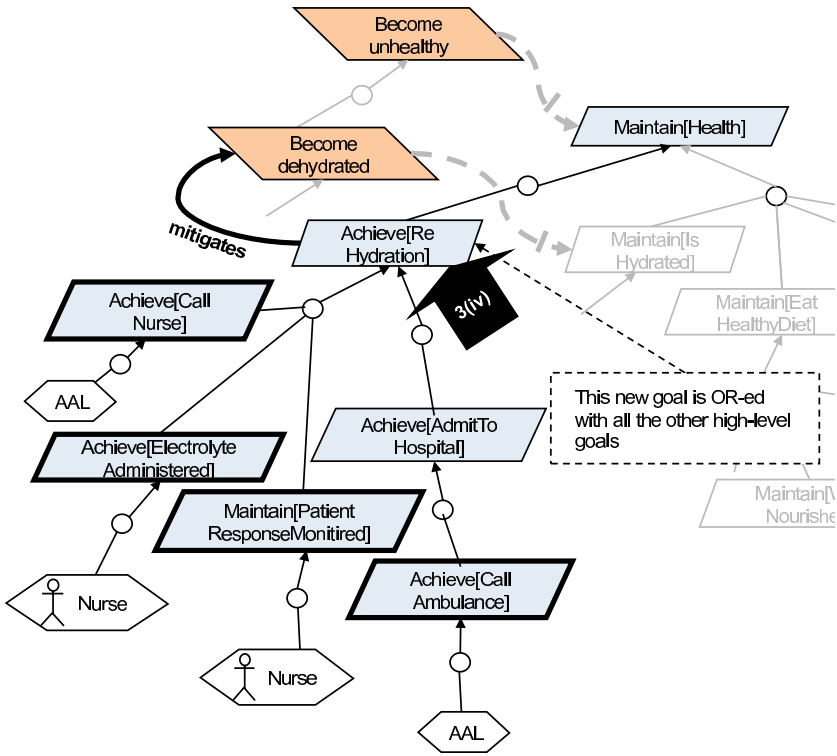 Become
unhealthy
Maintain[Health]
Become
dehydrated
mitigates
Achieve[Re
Hydration]
Maintain[Is
Hydrated]
Achieve[Call
Nurse]
3(iv)
Maintain[Eat
HealthyDiet]
AAL
This new goal is OR-ed
with all the other high-level
goals
Achieve[AdmitTo
Hospital]
Achieve[Electrolyte
Administered]
Maintain[Patient
ResponseMonitired]
Maintain[V
Nourishe
Achieve[Call
Ambulance]
Nurse
Nurse
AAL